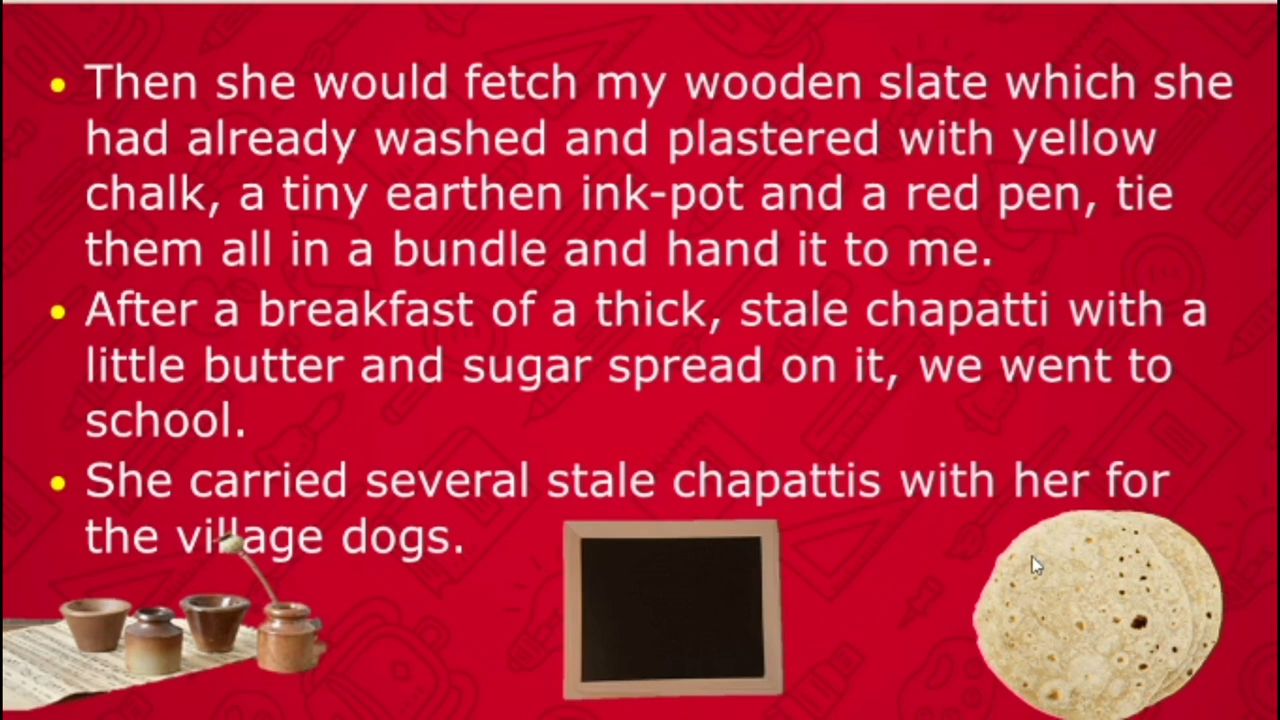 • Then she would fetch my wooden slate which she
had already washed and plastered with yellow
chalk, a tiny earthen ink-pot and a red pen, tie
them all in a bundle and hand it to me.
• After a breakfast of a thick, stale chapatti with a
little butter and sugar spread on it, we went to
school.
• She carried several stale chapattis with her for
the village dogs.